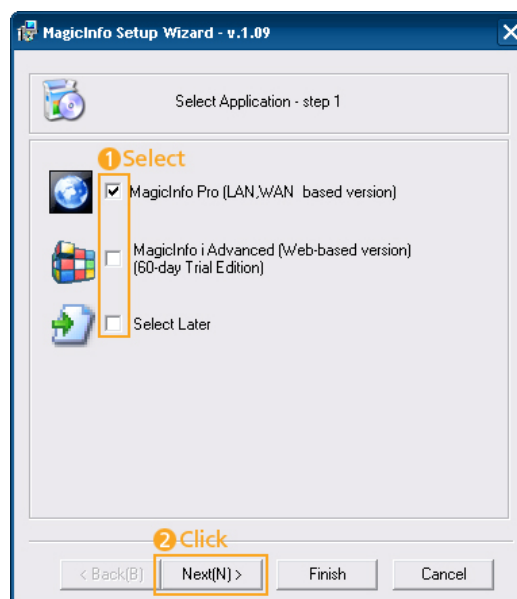 MagicInfo Setup Wizard - v.1.09
Select Application - step 1
1 Select
MagicInfo Pro (LAN,WAN based version)
MagicInfo i Advanced (Web-based version)
(60-day Trial Edition)
Select Later
2 Click
< Back(B)
Next(N) >
Finish
Cancel